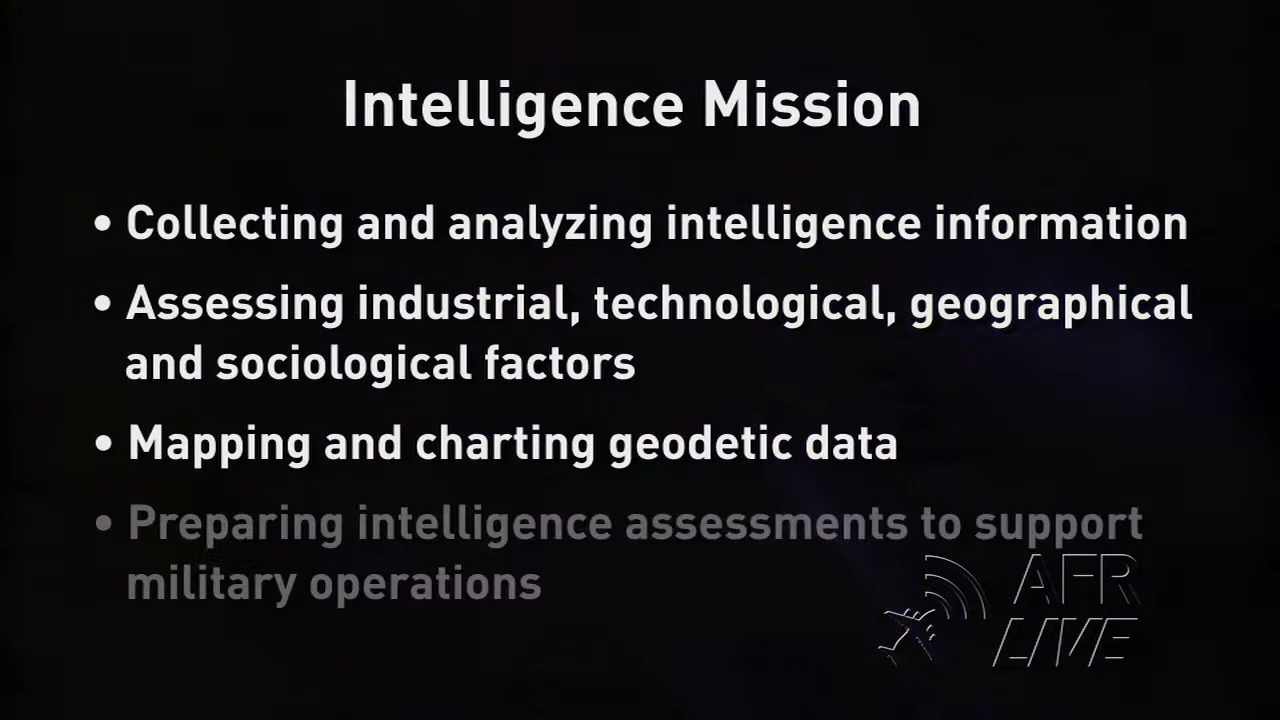 Intelligence Mission
• Collecting and analyzing intelligence information
• Assessing industrial, technological, geographical
and sociological factors
• Mapping and charting geodetic data
• Preparing intelligence assessments to support
military operations
AFR
LIVE